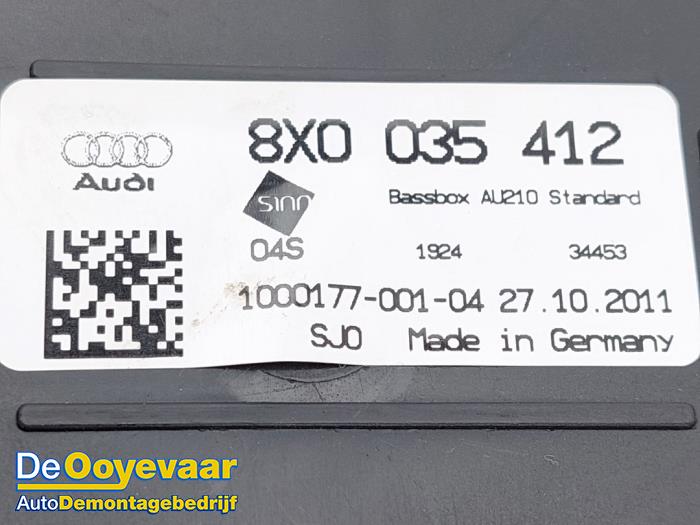 8X0 035 412
Audi
SINN
Bassbox AU210 Standard
04S 1924 34453
1000177-001-04 27.10.2011
SJ0 Made in Germany
De Ooyevaar
AutoDemontagebedrijf